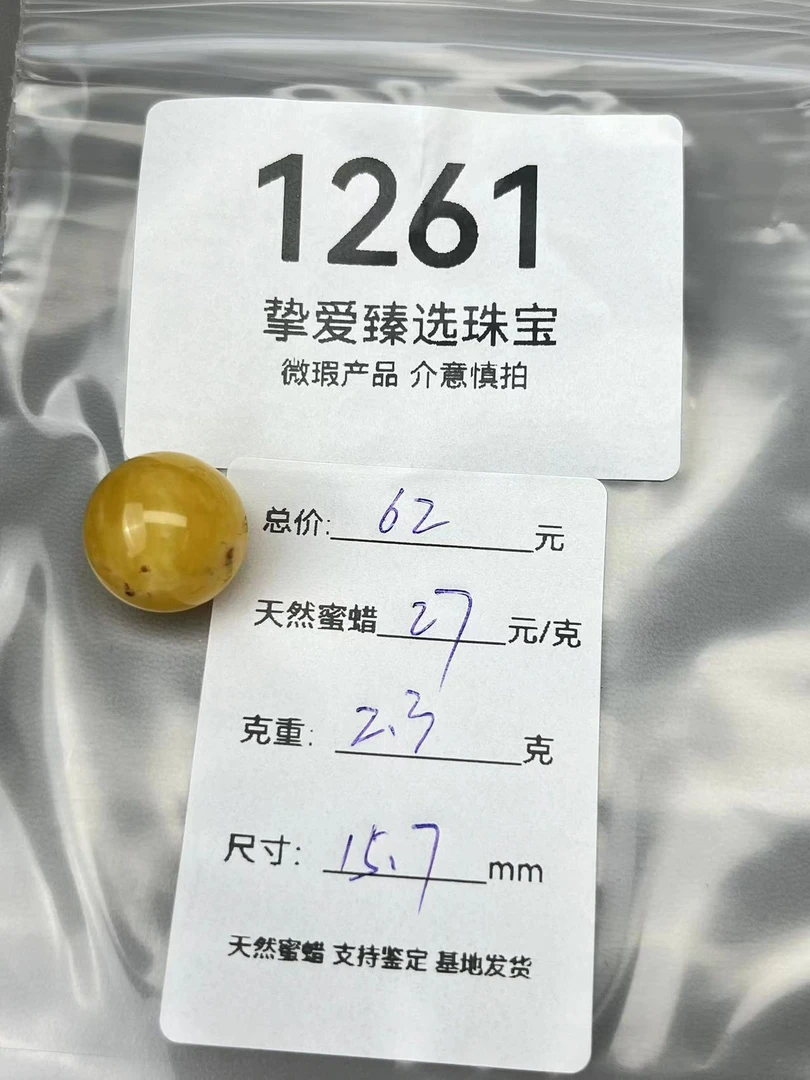 1261
挚爱臻选珠宝
微瑕产品 介意慎拍
总价: 62 元
天然蜜蜡 27 元/克
克重: 2.3 克
尺寸: 15.7 mm
天然蜜蜡 支持鉴定 基地发货